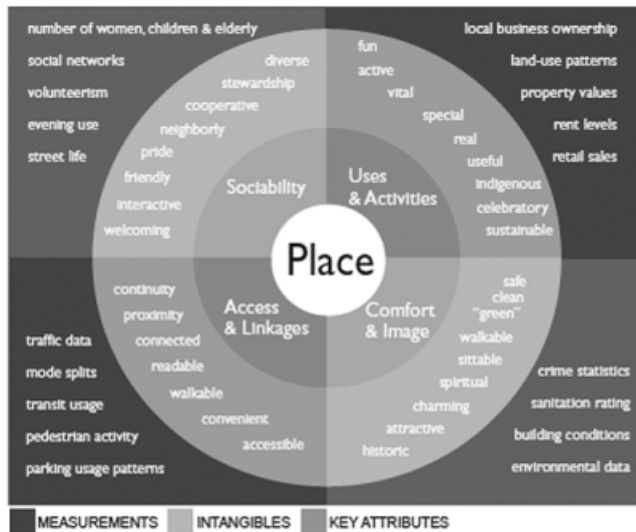 number of women, children & elderly
social networks
volunteerism
evening use
street life
diverse
stewardship
cooperative
neighborly
pride
friendly
interactive
welcoming
Sociability
fun
active
vital
special
real
useful
indigenous
celebratory
sustainable
Uses
& Activities
local business ownership
land-use patterns
property values
rent levels
retail sales
Place
continuity
proximity
connected
readable
walkable
convenient
accessible
Access
& Linkages
traffic data
mode splits
transit usage
pedestrian activity
parking usage patterns
Comfort
& Image
safe
clean
"green"
walkable
sittable
spiritual
charming
attractive
historic
crime statistics
sanitation rating
building conditions
environmental data
MEASUREMENTS INTANGIBLES KEY ATTRIBUTES